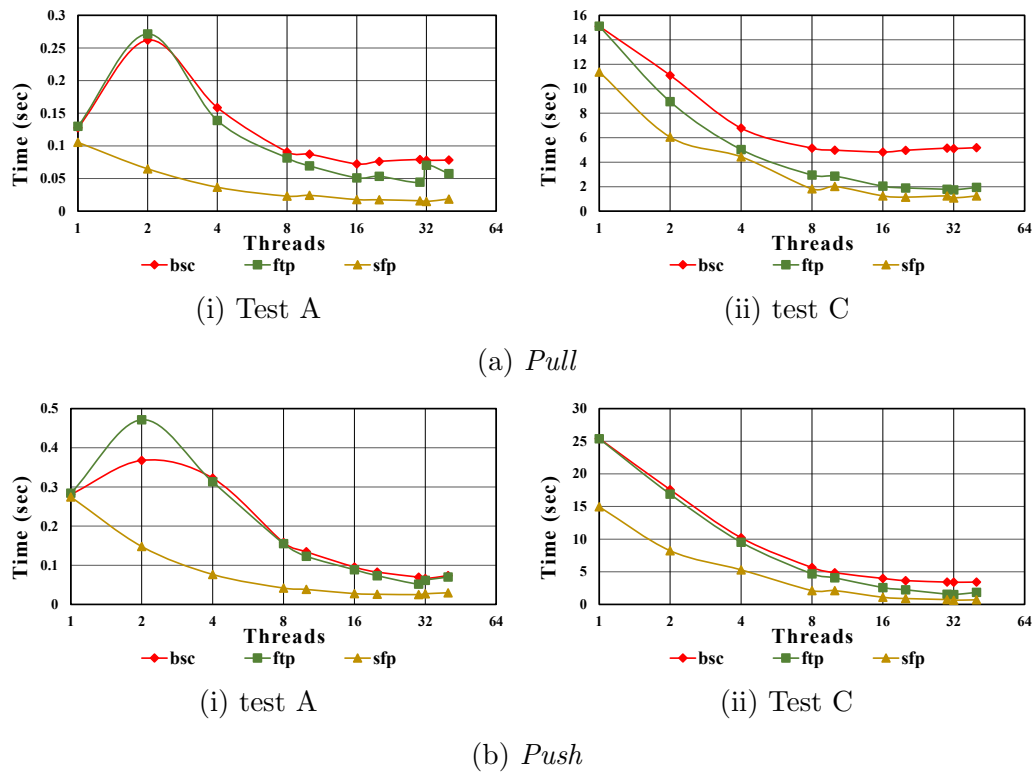 0.3
0.25
0.2
0.15
0.1
0.05
0
Time (sec)
1 2 4 8 16 32 64
Threads
bsc ftp sfp
(i) Test A
16
14
12
10
8
6
4
2
0
Time (sec)
1 2 4 8 16 32 64
Threads
bsc ftp sfp
(ii) test C
(a) Pull
0.5
0.4
0.3
0.2
0.1
0
Time (sec)
1 2 4 8 16 32 64
Threads
bsc ftp sfp
(i) test A
30
25
20
15
10
5
0
Time (sec)
1 2 4 8 16 32 64
Threads
bsc ftp sfp
(ii) Test C
(b) Push